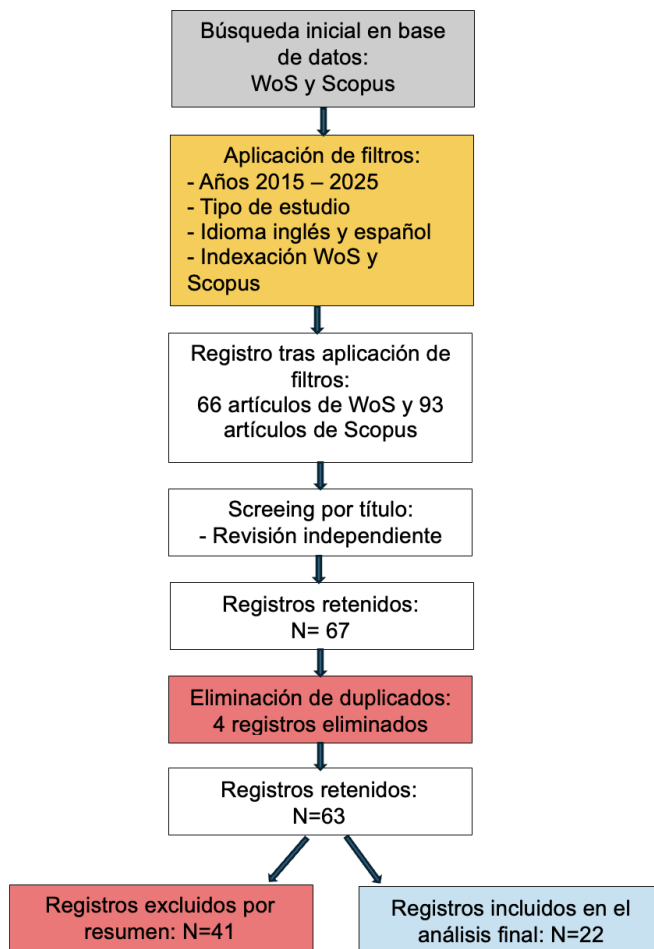 Búsqueda inicial en base
de datos:
WoS y Scopus
Aplicación de filtros:
- Años 2015 – 2025
- Tipo de estudio
- Idioma inglés y español
- Indexación WoS y
Scopus
Registro tras aplicación de
filtros:
66 artículos de WoS y 93
artículos de Scopus
Screeing por título:
- Revisión independiente
Registros retenidos:
N= 67
Eliminación de duplicados:
4 registros eliminados
Registros retenidos:
N=63
Registros excluidos por
resumen: N=41
Registros incluidos en el
análisis final: N=22